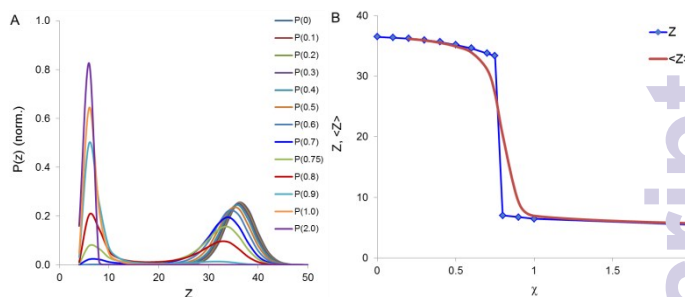 A
P(z) (norm.)
1.0
0.8
0.6
0.4
0.2
0.0
0
10
20
30
40
50
Z
P(0)
P(0.1)
P(0.2)
P(0.3)
P(0.4)
P(0.5)
P(0.6)
P(0.7)
P(0.75)
P(0.8)
P(0.9)
P(1.0)
P(2.0)
B
Z, <Z>
40
30
20
10
0
0
0.5
1
1.5
χ
Z
<Z>